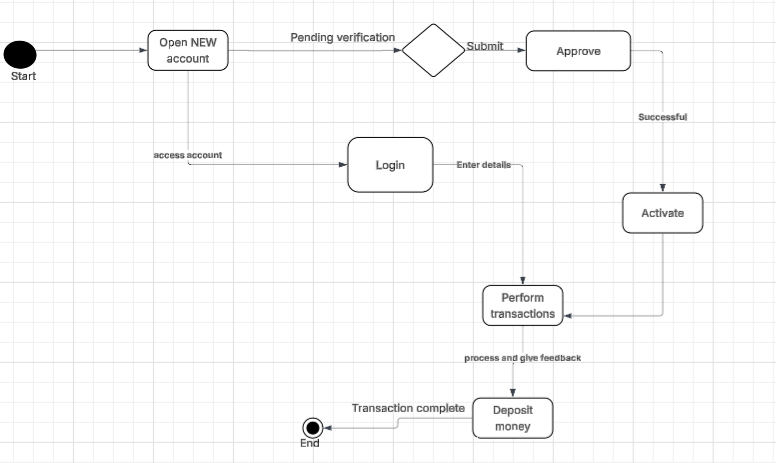 Start
Open NEW
account
Pending verification
Submit
Approve
Successful
access account
Login
Enter details
Activate
Perform
transactions
process and give feedback
Transaction complete
Deposit
money
End